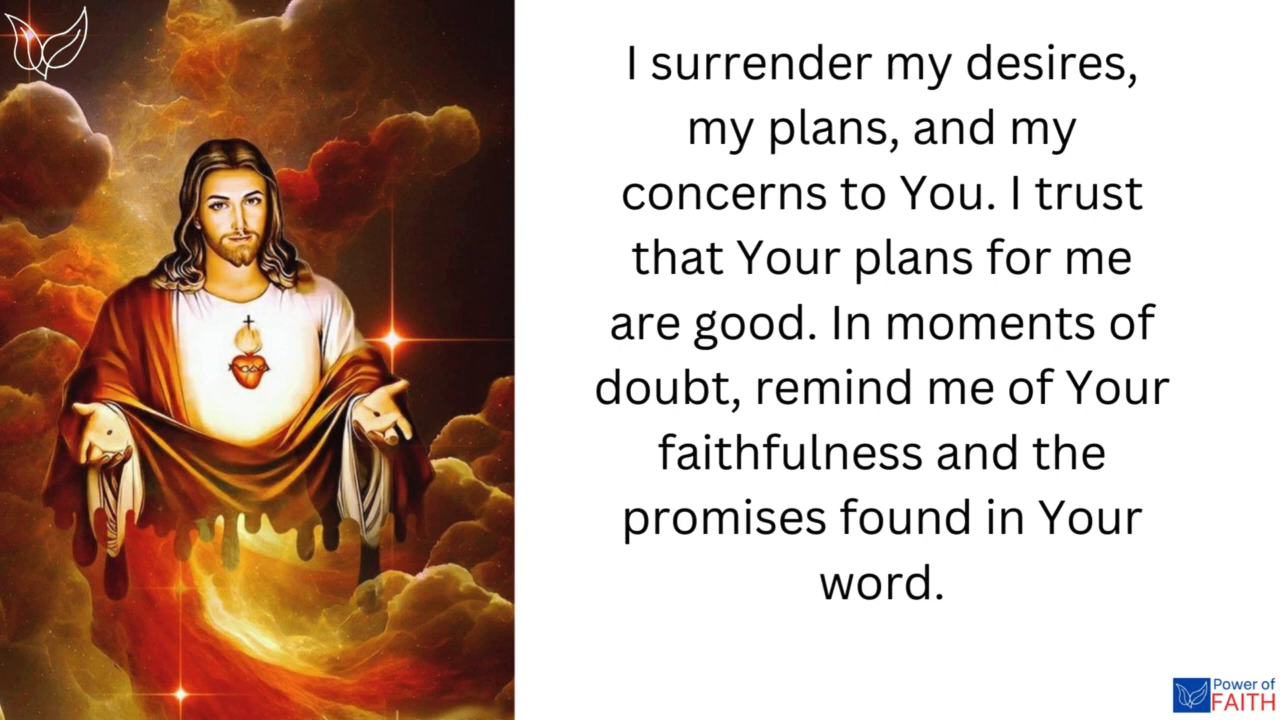 I surrender my desires,
my plans, and my
concerns to You. I trust
that Your plans for me
are good. In moments of
doubt, remind me of Your
faithfulness and the
promises found in Your
word.
Power of
FAITH